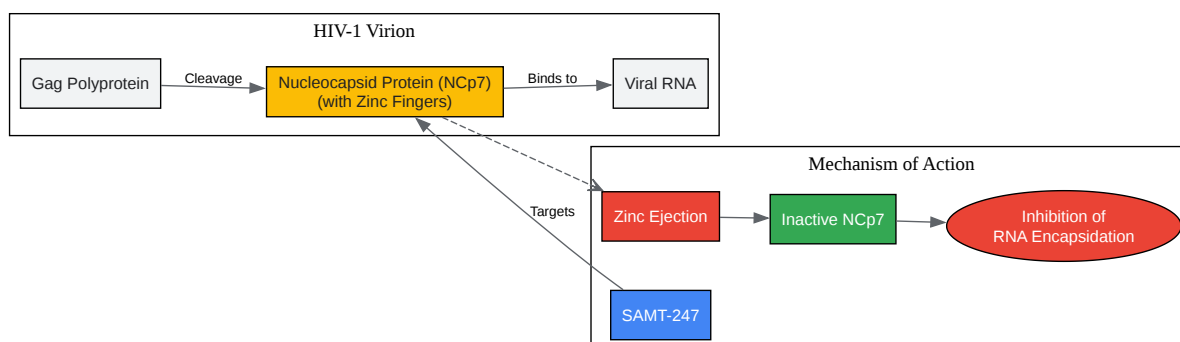 HIV-1 Virion
Gag Polyprotein
Cleavage
Nucleocapsid Protein (NCp7)
(with Zinc Fingers)
Binds to
Viral RNA
Mechanism of Action
Targets
Zinc Ejection
Inactive NCp7
Inhibition of
RNA Encapsidation
SAMT-247